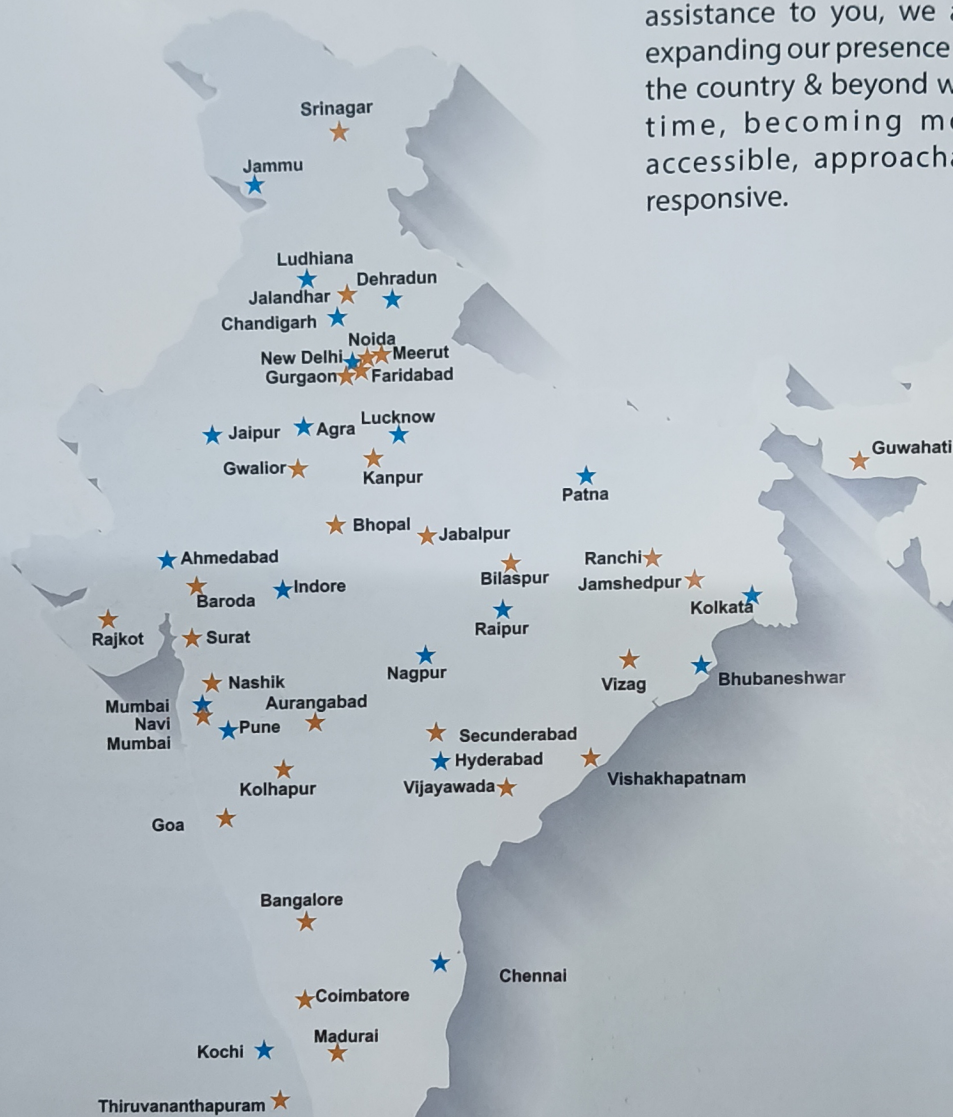 assistance to you, we
expanding our presence
the country & beyond
time, becoming
accessible,
responsive.
Srinagar
Jammu
Ludhiana
Dehradun
Jalandhar
Chandigarh
Noida
New Delhi
Meerut
Gurgaon
Faridabad
Lucknow
Jaipur
Agra
Guwahati
Gwalior
Kanpur
Patna
Bhopal
Jabalpur
Ahmedabad
Ranchi
Bilaspur
Jamshedpur
Indore
Baroda
Kolkata
Raipur
Rajkot
Surat
Nagpur
Bhubaneshwar
Nashik
Vizag
Aurangabad
Mumbai
Navi
Mumbai
Pune
Secunderabad
Hyderabad
Vishakhapatnam
Kolhapur
Vijayawada
Goa
Bangalore
Chennai
Coimbatore
Madurai
Kochi
Thiruvananthapuram